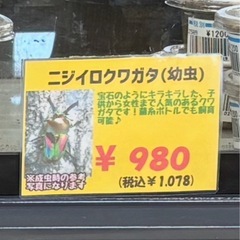 ニジイロクワガタ(幼虫)
宝石のようにキラキラした、子
供から女性まで人気のあるクワ
ガタです!菌糸ボトルでも飼育
可能♪
※成虫時の参考
写真になります
¥980
(税込¥1,078)
¥120